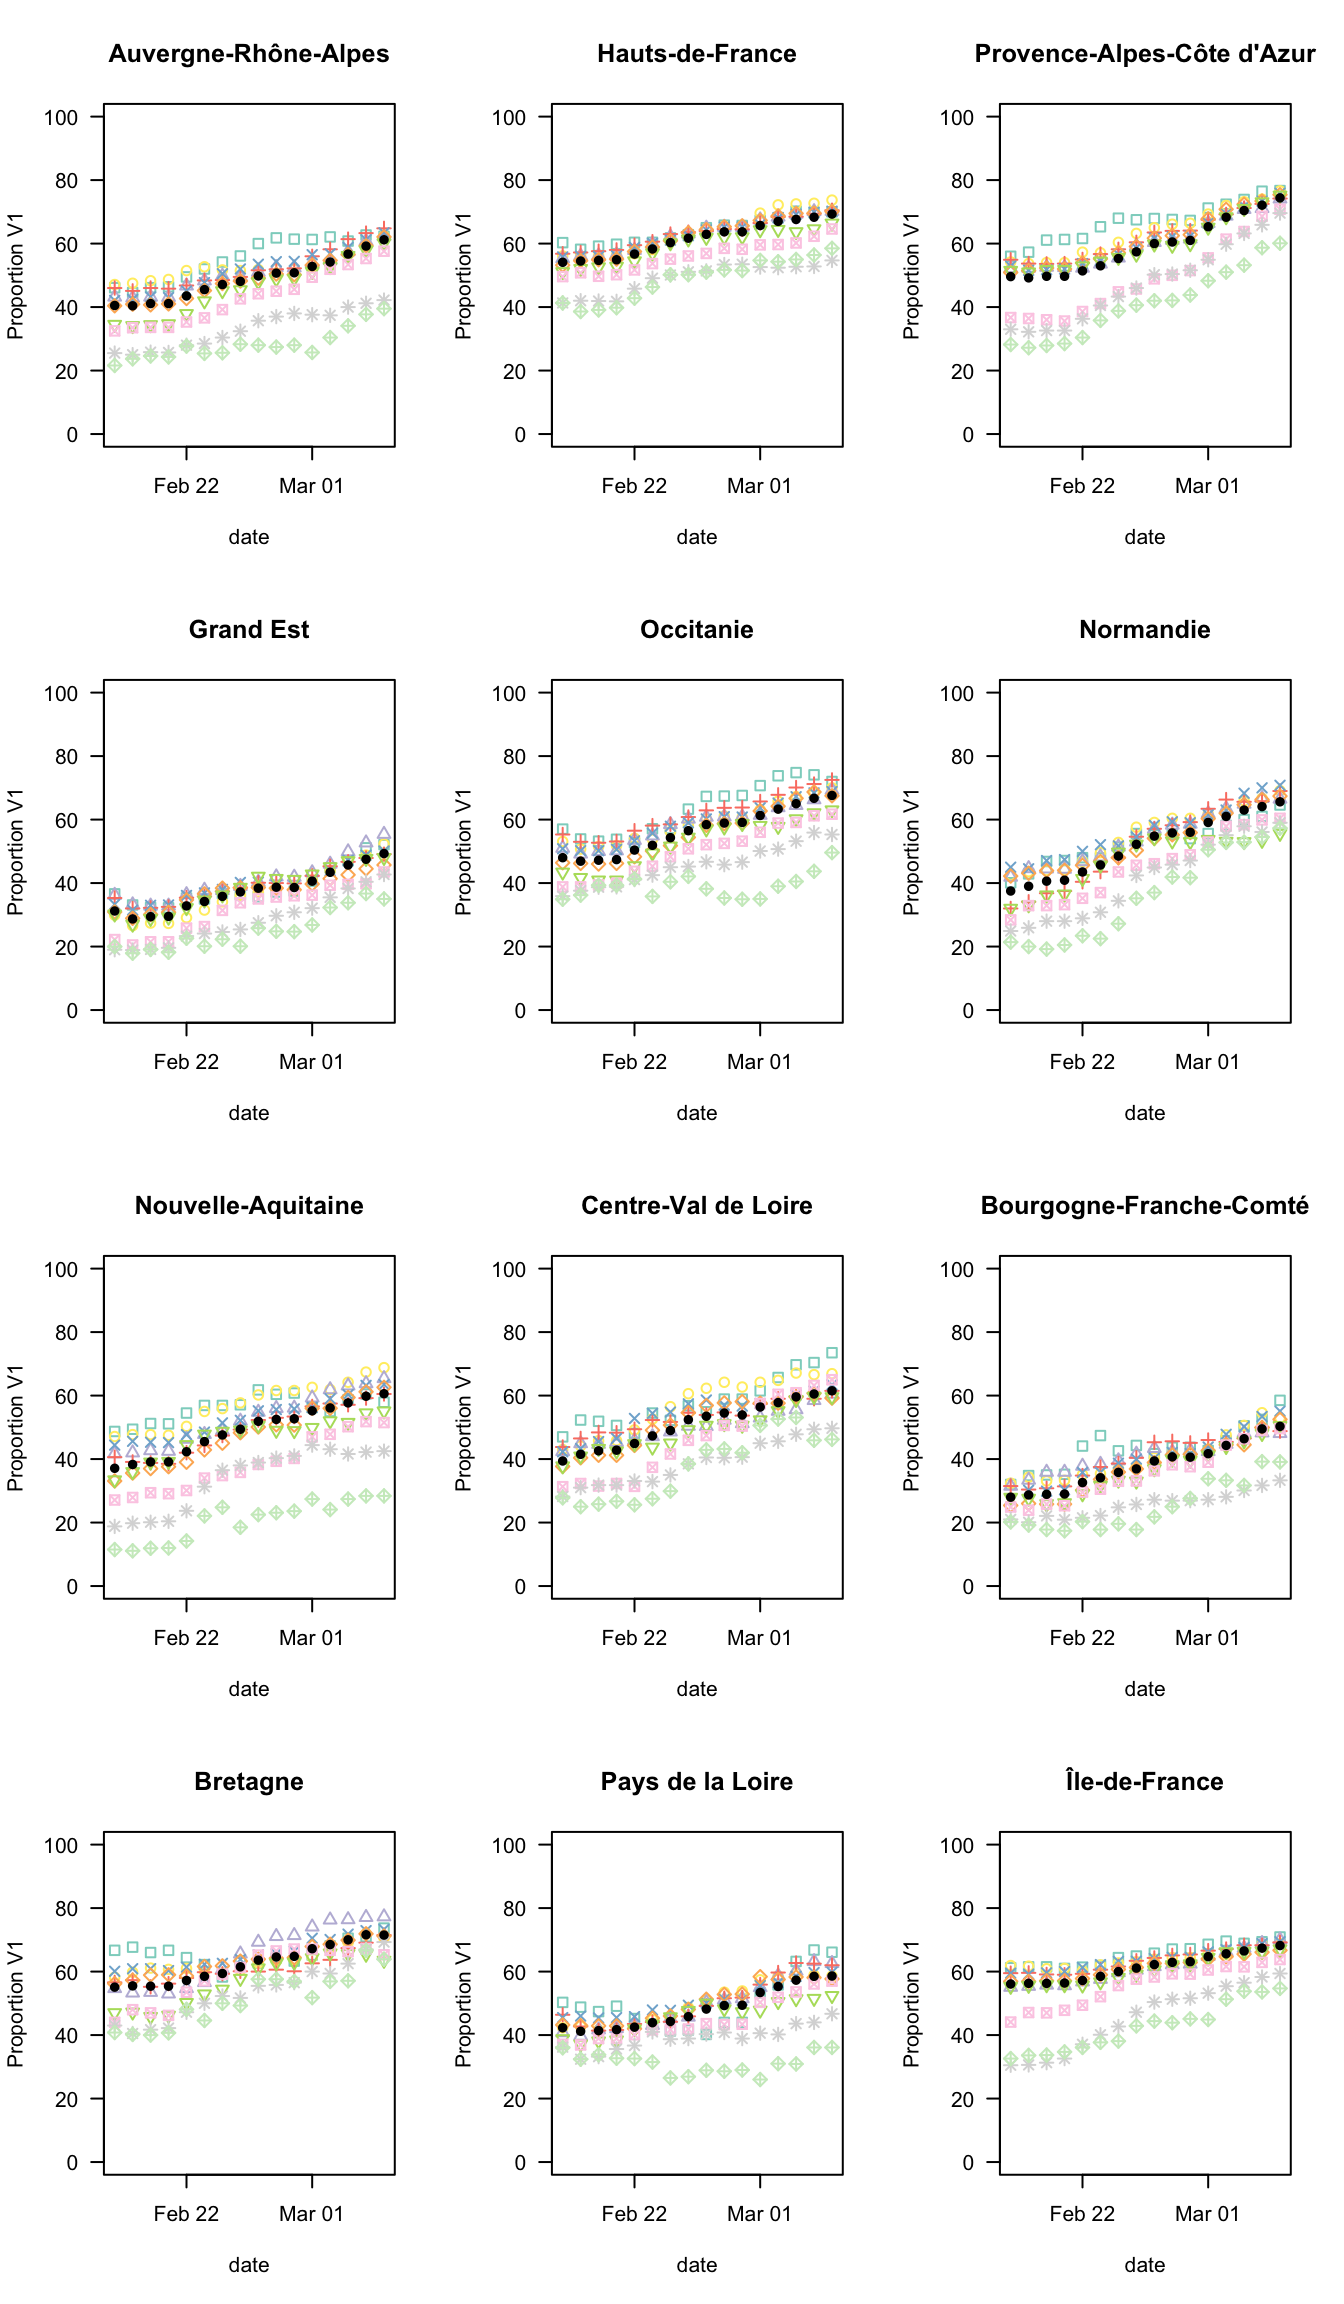 Auvergne-Rhône-Alpes
Hauts-de-France
Provence-Alpes-Côte d'Azur
Proportion V1
100
80
60
40
20
0
Feb 22
Mar 01
date
Proportion V1
100
80
60
40
20
0
Feb 22
Mar 01
date
Proportion V1
100
80
60
40
20
0
Feb 22
Mar 01
date
Grand Est
Occitanie
Normandie
Proportion V1
100
80
60
40
20
0
Feb 22
Mar 01
date
Proportion V1
100
80
60
40
20
0
Feb 22
Mar 01
date
Proportion V1
100
80
60
40
20
0
Feb 22
Mar 01
date
Nouvelle-Aquitaine
Centre-Val de Loire
Bourgogne-Franche-Comté
Proportion V1
100
80
60
40
20
0
Feb 22
Mar 01
date
Proportion V1
100
80
60
40
20
0
Feb 22
Mar 01
date
Proportion V1
100
80
60
40
20
0
Feb 22
Mar 01
date
Bretagne
Pays de la Loire
Île-de-France
Proportion V1
100
80
60
40
20
0
Feb 22
Mar 01
date
Proportion V1
100
80
60
40
20
0
Feb 22
Mar 01
date
Proportion V1
100
80
60
40
20
0
Feb 22
Mar 01
date